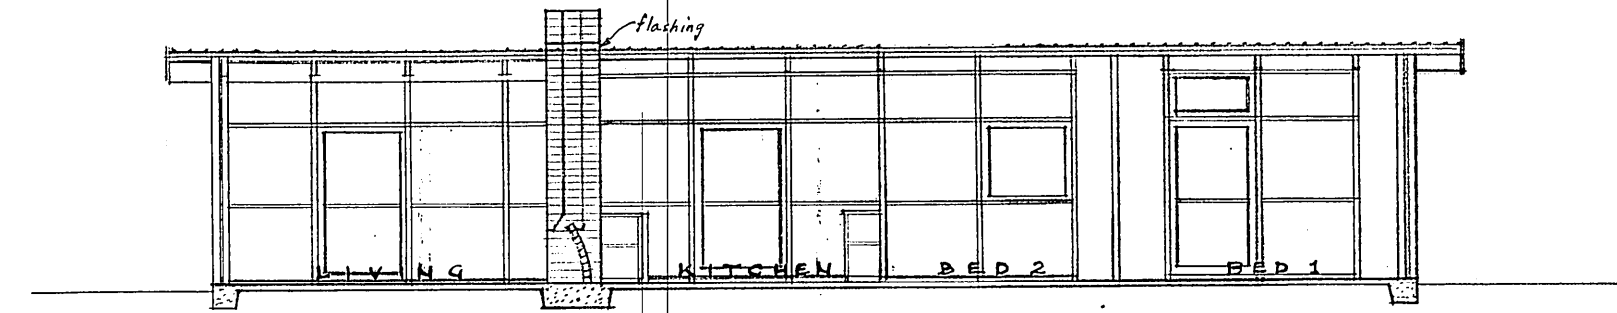 flashing
LIVING
KITCHEN
BED 2
BED 1